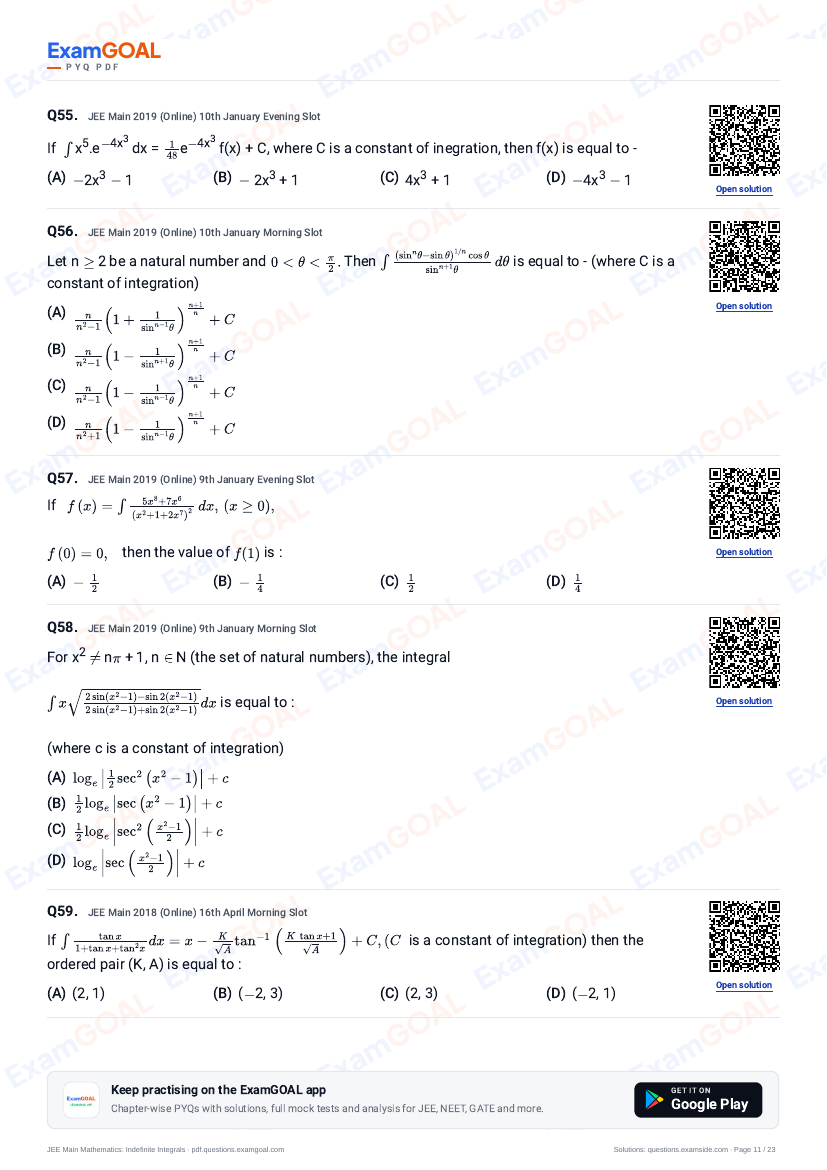 ExamGOAL
PYQ PDF
Q55. JEE Main 2019 (Online) 10th January Evening Slot
If ∫x⁵.e^{−4x³} dx = 1/48 e^{−4x³} f(x) + C, where C is a constant of inegration, then f(x) is equal to -
(A) −2x³ − 1 (B) − 2x³ + 1 (C) 4x³ + 1 (D) −4x³ − 1
Open solution
Q56. JEE Main 2019 (Online) 10th January Morning Slot
Let n ≥ 2 be a natural number and 0 < θ < π/2. Then ∫ (sinⁿθ−sin θ)^{1/n} cos θ / sin^{n+1}θ dθ is equal to - (where C is a
constant of integration)
Open solution
(A) n/(n²−1) (1 + 1/sin^{n−1}θ)^{(n+1)/n} + C
(B) n/(n²−1) (1 − 1/sin^{n+1}θ)^{(n+1)/n} + C
(C) n/(n²−1) (1 − 1/sin^{n−1}θ)^{(n+1)/n} + C
(D) n/(n²+1) (1 − 1/sin^{n−1}θ)^{(n+1)/n} + C
Q57. JEE Main 2019 (Online) 9th January Evening Slot
If f (x) = ∫ (5x⁸+7x⁶)/(x²+1+2x⁷)² dx, (x ≥ 0),
f (0) = 0, then the value of f(1) is :
Open solution
(A) − 1/2 (B) − 1/4 (C) 1/2 (D) 1/4
Q58. JEE Main 2019 (Online) 9th January Morning Slot
For x² ≠ nπ + 1, n ∈ N (the set of natural numbers), the integral
∫ x√((2 sin(x²−1)−sin 2(x²−1))/(2 sin(x²−1)+sin 2(x²−1))) dx is equal to :
Open solution
(where c is a constant of integration)
(A) logₑ |1/2 sec² (x² − 1)| + c
(B) 1/2 logₑ |sec (x² − 1)| + c
(C) 1/2 logₑ |sec² ((x²−1)/2)| + c
(D) logₑ |sec ((x²−1)/2)| + c
Q59. JEE Main 2018 (Online) 16th April Morning Slot
If ∫ tan x/(1+tan x+tan²x) dx = x − K/√A tan⁻¹ ((K tan x+1)/√A) + C, (C is a constant of integration) then the
ordered pair (K, A) is equal to :
Open solution
(A) (2, 1) (B) (−2, 3) (C) (2, 3) (D) (−2, 1)
Keep practising on the ExamGOAL app
Chapter-wise PYQs with solutions, full mock tests and analysis for JEE, NEET, GATE and more.
GET IT ON
Google Play
JEE Main Mathematics: Indefinite Integrals · pdf.questions.examgoal.com
Solutions: questions.examside.com · Page 11 / 23